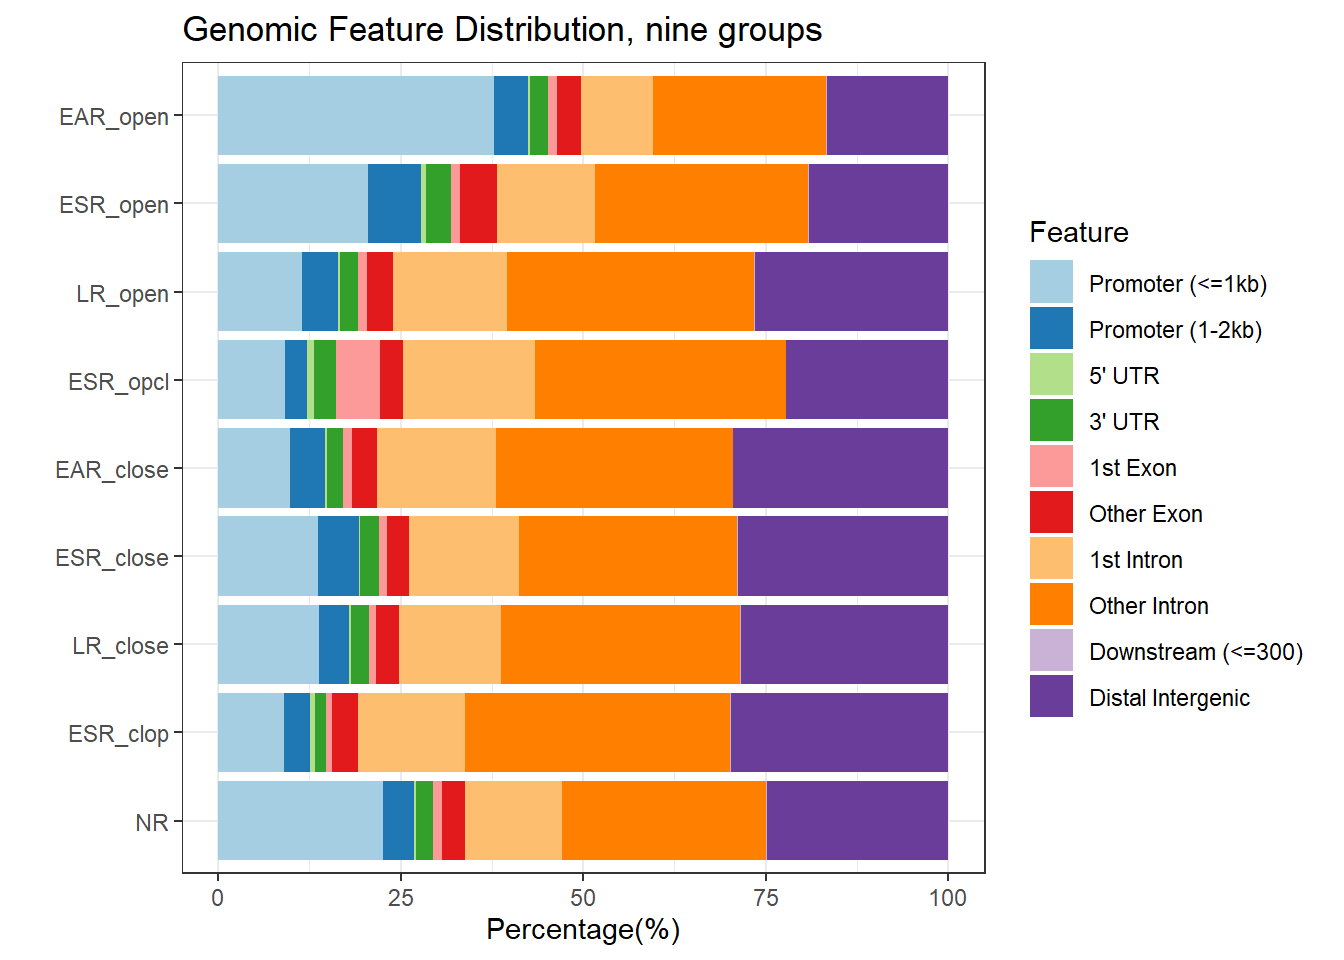 Genomic Feature Distribution, nine groups
EAR_open
ESR_open
LR_open
ESR_opcl
EAR_close
ESR_close
LR_close
ESR_clop
NR
0 25 50 75 100
Percentage(%)
Feature
Promoter (<=1kb)
Promoter (1-2kb)
5' UTR
3' UTR
1st Exon
Other Exon
1st Intron
Other Intron
Downstream (<=300)
Distal Intergenic